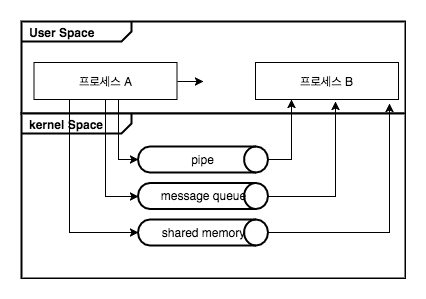 User Space
프로세스 A
프로세스 B
kernel Space
pipe
message queue
shared memory